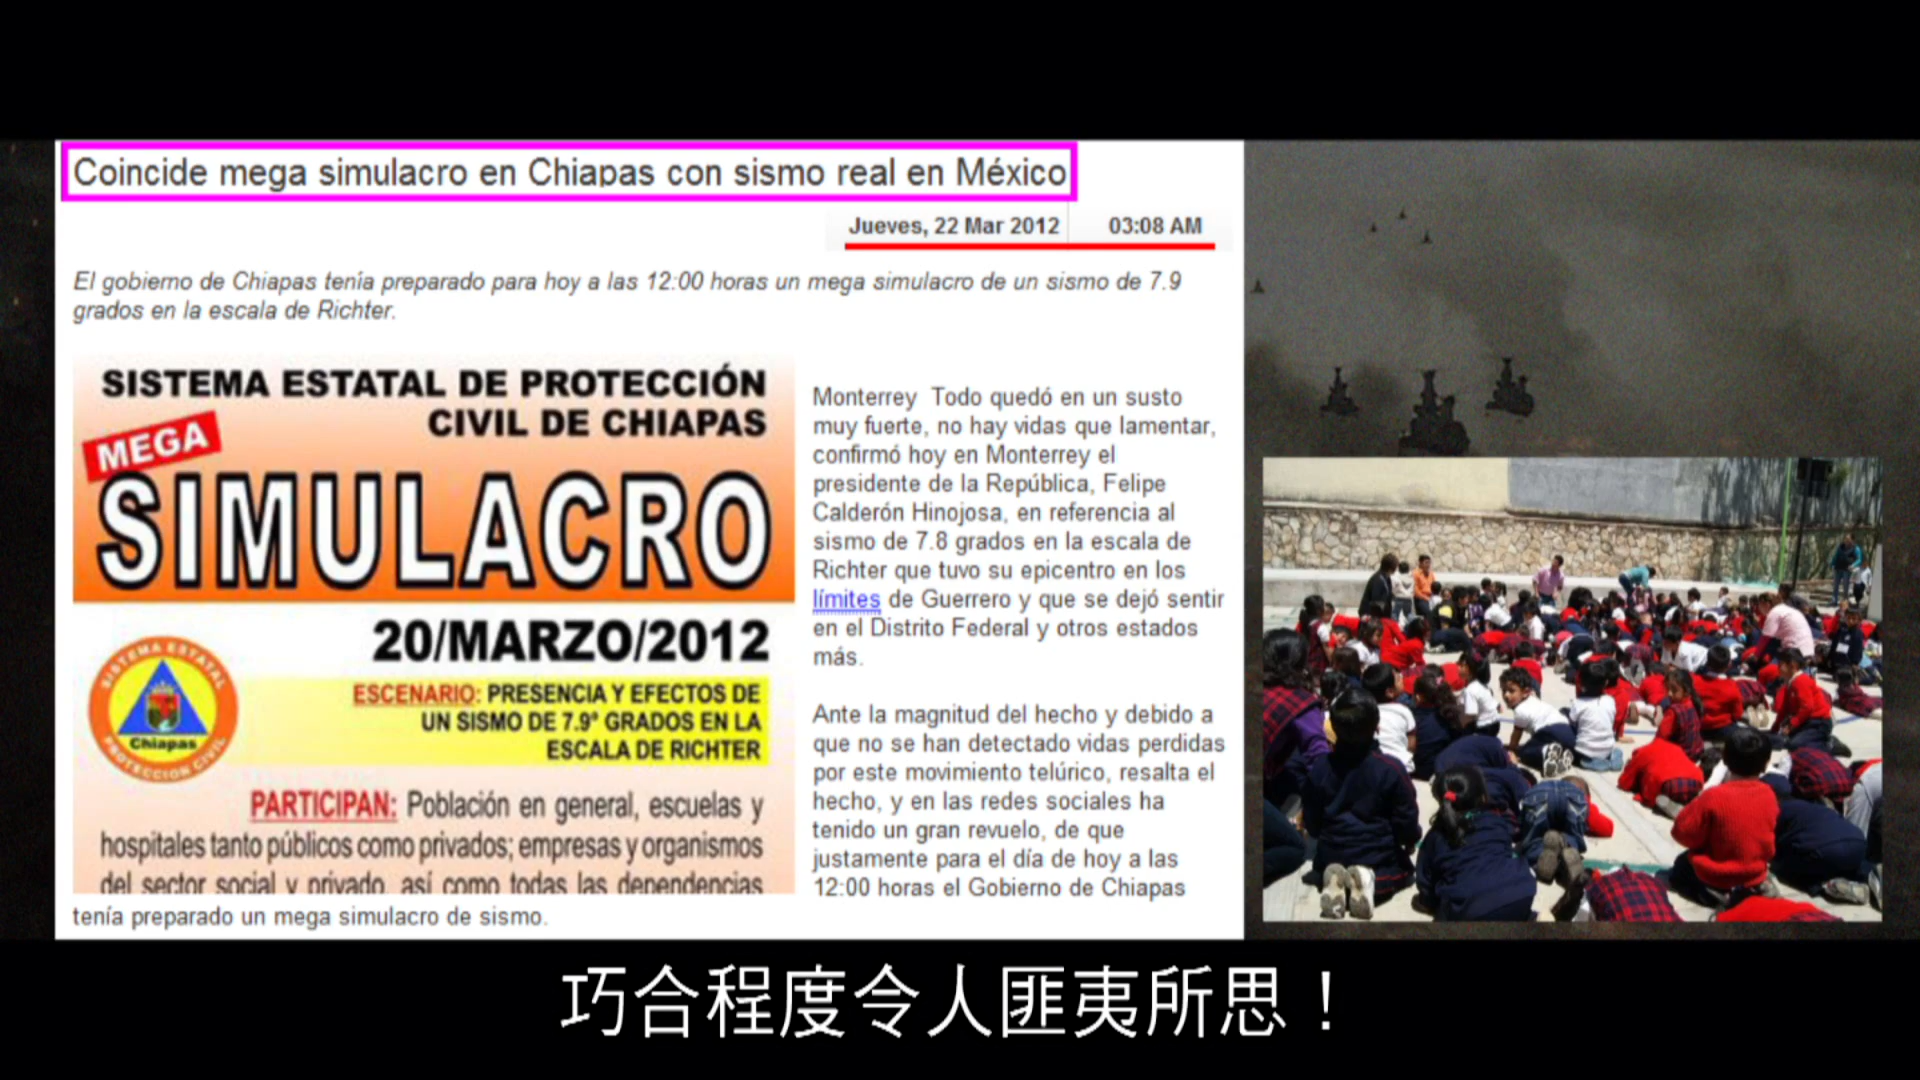 Coincide mega simulacro en Chiapas con sismo real en México
Jueves, 22 Mar 2012 03:08 AM
El gobierno de Chiapas tenía preparado para hoy a las 12:00 horas un mega simulacro de un sismo de 7.9
grados en la escala de Richter.
SISTEMA ESTATAL DE PROTECCIÓN
CIVIL DE CHIAPAS
MEGA
SIMULACRO
20/MARZO/2012
SISTEMA ESTATAL
Chiapas
PROTECCIÓN CIVIL
ESCENARIO: PRESENCIA Y EFECTOS DE
UN SISMO DE 7.9° GRADOS EN LA
ESCALA DE RICHTER
PARTICIPAN: Población en general, escuelas y
hospitales tanto públicos como privados; empresas y organismos
del sector social y privado, así como todas las dependencias
Monterrey Todo quedó en un susto
muy fuerte, no hay vidas que lamentar,
confirmó hoy en Monterrey el
presidente de la República, Felipe
Calderón Hinojosa, en referencia al
sismo de 7.8 grados en la escala de
Richter que tuvo su epicentro en los
límites de Guerrero y que se dejó sentir
en el Distrito Federal y otros estados
más.
Ante la magnitud del hecho y debido a
que no se han detectado vidas perdidas
por este movimiento telúrico, resalta el
hecho, y en las redes sociales ha
tenido un gran revuelo, de que
justamente para el día de hoy a las
12:00 horas el Gobierno de Chiapas
tenía preparado un mega simulacro de sismo.
巧合程度令人匪夷所思！